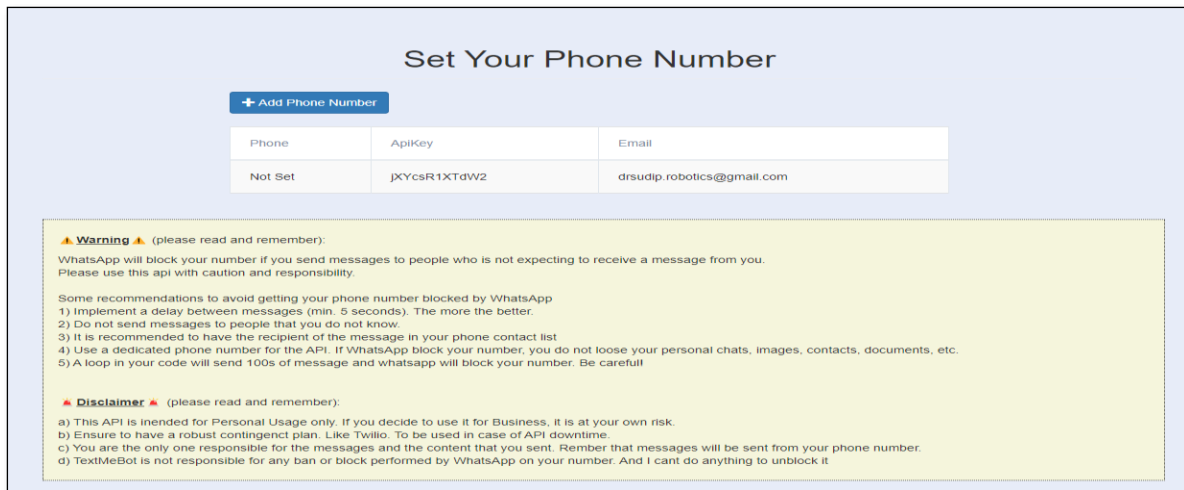 Set Your Phone Number
+ Add Phone Number
Phone ApiKey Email
Not Set jXYcsR1XTdW2 drsudip.robotics@gmail.com
Warning (please read and remember):
WhatsApp will block your number if you send messages to people who is not expecting to receive a message from you.
Please use this api with caution and responsibility.
Some recommendations to avoid getting your phone number blocked by WhatsApp
1) Implement a delay between messages (min. 5 seconds). The more the better.
2) Do not send messages to people that you do not know.
3) It is recommended to have the recipient of the message in your phone contact list
4) Use a dedicated phone number for the API. If WhatsApp block your number, you do not loose your personal chats, images, contacts, documents, etc.
5) A loop in your code will send 100s of message and whatsapp will block your number. Be careful!
Disclaimer (please read and remember):
a) This API is inended for Personal Usage only. If you decide to use it for Business, it is at your own risk.
b) Ensure to have a robust contingenct plan. Like Twilio. To be used in case of API downtime.
c) You are the only one responsible for the messages and the content that you sent. Rember that messages will be sent from your phone number.
d) TextMeBot is not responsible for any ban or block performed by WhatsApp on your number. And I cant do anything to unblock it